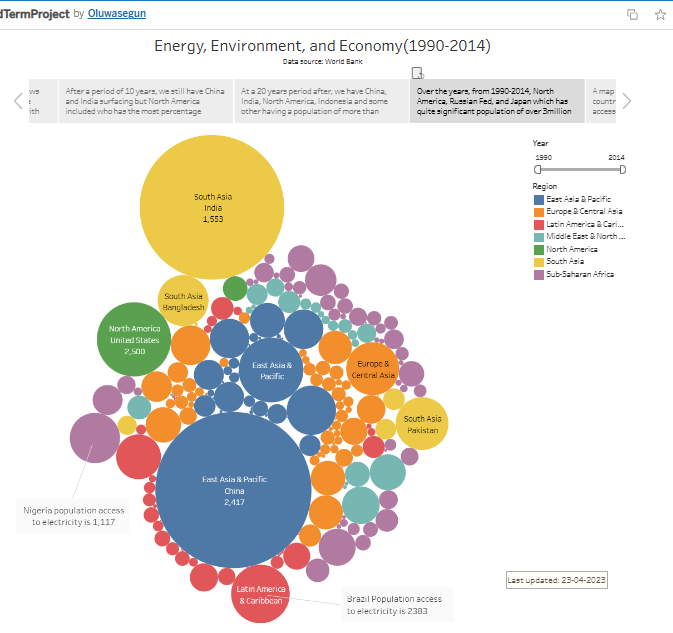 dTermProject by Oluwasegun
Energy, Environment, and Economy(1990-2014)
Data source: World Bank
ws
ith
After a period of 10 years, we still have China
and India surfacing but North America
included who has the most percentage
At a 20 years period after, we have China,
India, North America, Indonesia and some
other having a population of more than
Over the years, from 1990-2014, North
America, Russian Fed, and Japan which has
quite significant population of over 3million
A map
countr
access
Year
1990 2014
Region
East Asia & Pacific
Europe & Central Asia
Latin America & Cari...
Middle East & North ...
North America
South Asia
Sub-Saharan Africa
South Asia
India
1,553
South Asia
Bangladesh
North America
United States
2,500
East Asia &
Pacific
Europe &
Central Asia
South Asia
Pakistan
East Asia & Pacific
China
2,417
Nigeria population access
to electricity is 1,117
Latin America
& Caribbean
Brazil Population access
to electricity is 2383
Last updated: 23-04-2023